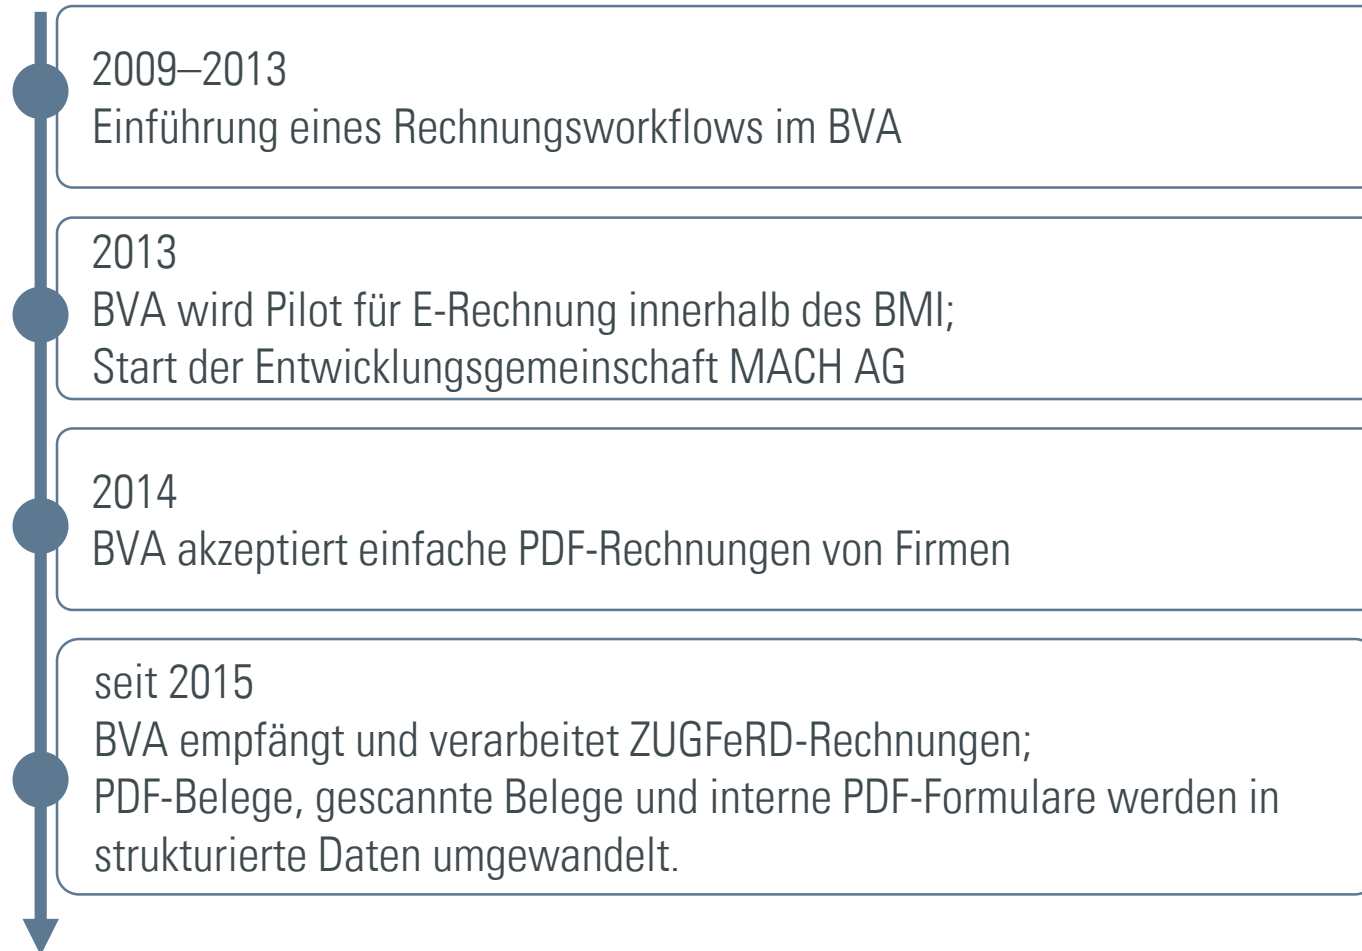 2009–2013
Einführung eines Rechnungsworkflows im BVA
2013
BVA wird Pilot für E-Rechnung innerhalb des BMI;
Start der Entwicklungsgemeinschaft MACH AG
2014
BVA akzeptiert einfache PDF-Rechnungen von Firmen
seit 2015
BVA empfängt und verarbeitet ZUGFeRD-Rechnungen;
PDF-Belege, gescannte Belege und interne PDF-Formulare werden in
strukturierte Daten umgewandelt.